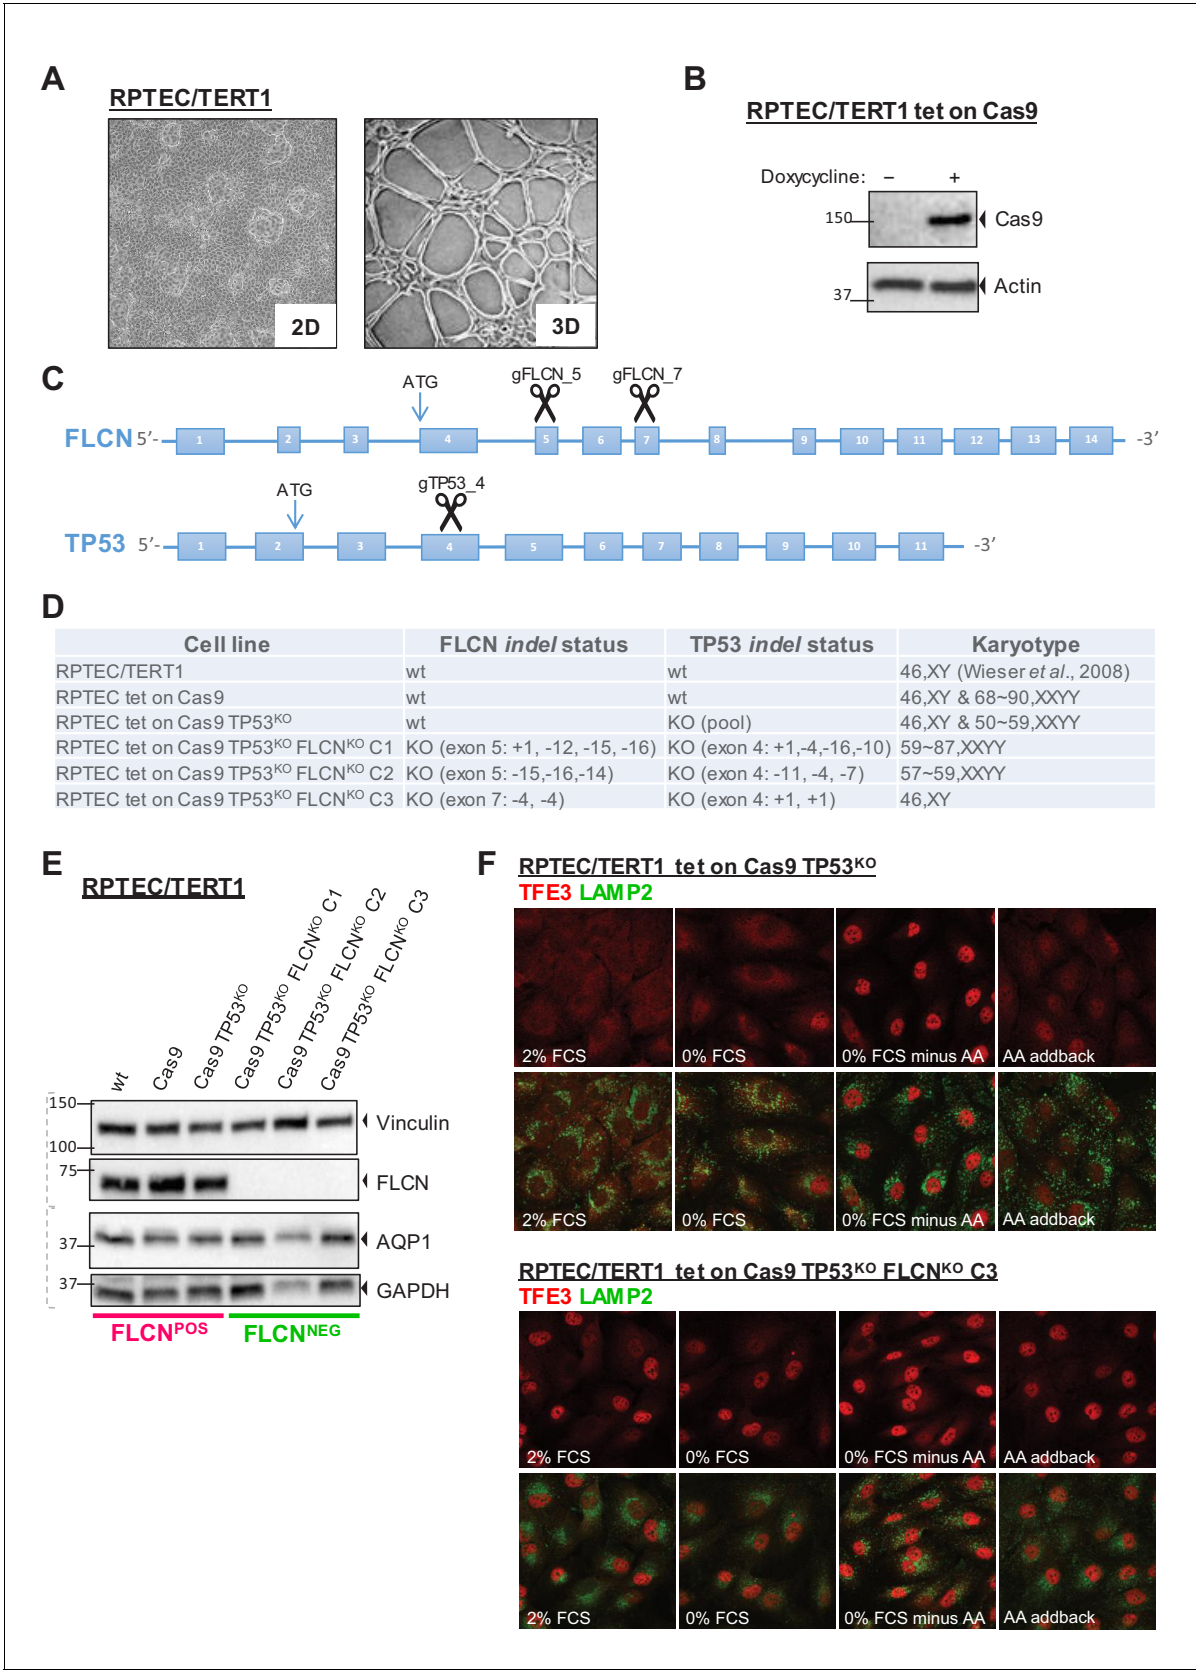 A
RPTEC/TERT1
2D
3D
B
RPTEC/TERT1 tet on Cas9
Doxycycline: – +
150
Cas9
37
Actin
C
ATG
gFLCN_5
gFLCN_7
FLCN 5’- 1 2 3 4 5 6 7 8 9 10 11 12 13 14 -3’
ATG
gTP53_4
TP53 5’- 1 2 3 4 5 6 7 8 9 10 11 -3’
D
Cell line FLCN indel status TP53 indel status Karyotype
RPTEC/TERT1 wt wt 46,XY (Wieser et al., 2008)
RPTEC tet on Cas9 wt wt 46,XY & 68~90,XXYY
RPTEC tet on Cas9 TP53KO wt KO (pool) 46,XY & 50~59,XXYY
RPTEC tet on Cas9 TP53KO FLCNKO C1 KO (exon 5: +1, -12, -15, -16) KO (exon 4: +1,-4,-16,-10) 59~87,XXYY
RPTEC tet on Cas9 TP53KO FLCNKO C2 KO (exon 5: -15,-16,-14) KO (exon 4: -11, -4, -7) 57~59,XXYY
RPTEC tet on Cas9 TP53KO FLCNKO C3 KO (exon 7: -4, -4) KO (exon 4: +1, +1) 46,XY
E
RPTEC/TERT1
wt
Cas9
Cas9 TP53KO
Cas9 TP53KO FLCNKO C1
Cas9 TP53KO FLCNKO C2
Cas9 TP53KO FLCNKO C3
150
Vinculin
100
75
FLCN
37
AQP1
37
GAPDH
FLCNPOS FLCNNEG
F
RPTEC/TERT1 tet on Cas9 TP53KO
TFE3 LAMP2
2% FCS 0% FCS 0% FCS minus AA AA addback
2% FCS 0% FCS 0% FCS minus AA AA addback
RPTEC/TERT1 tet on Cas9 TP53KO FLCNKO C3
TFE3 LAMP2
2% FCS 0% FCS 0% FCS minus AA AA addback
2% FCS 0% FCS 0% FCS minus AA AA addback